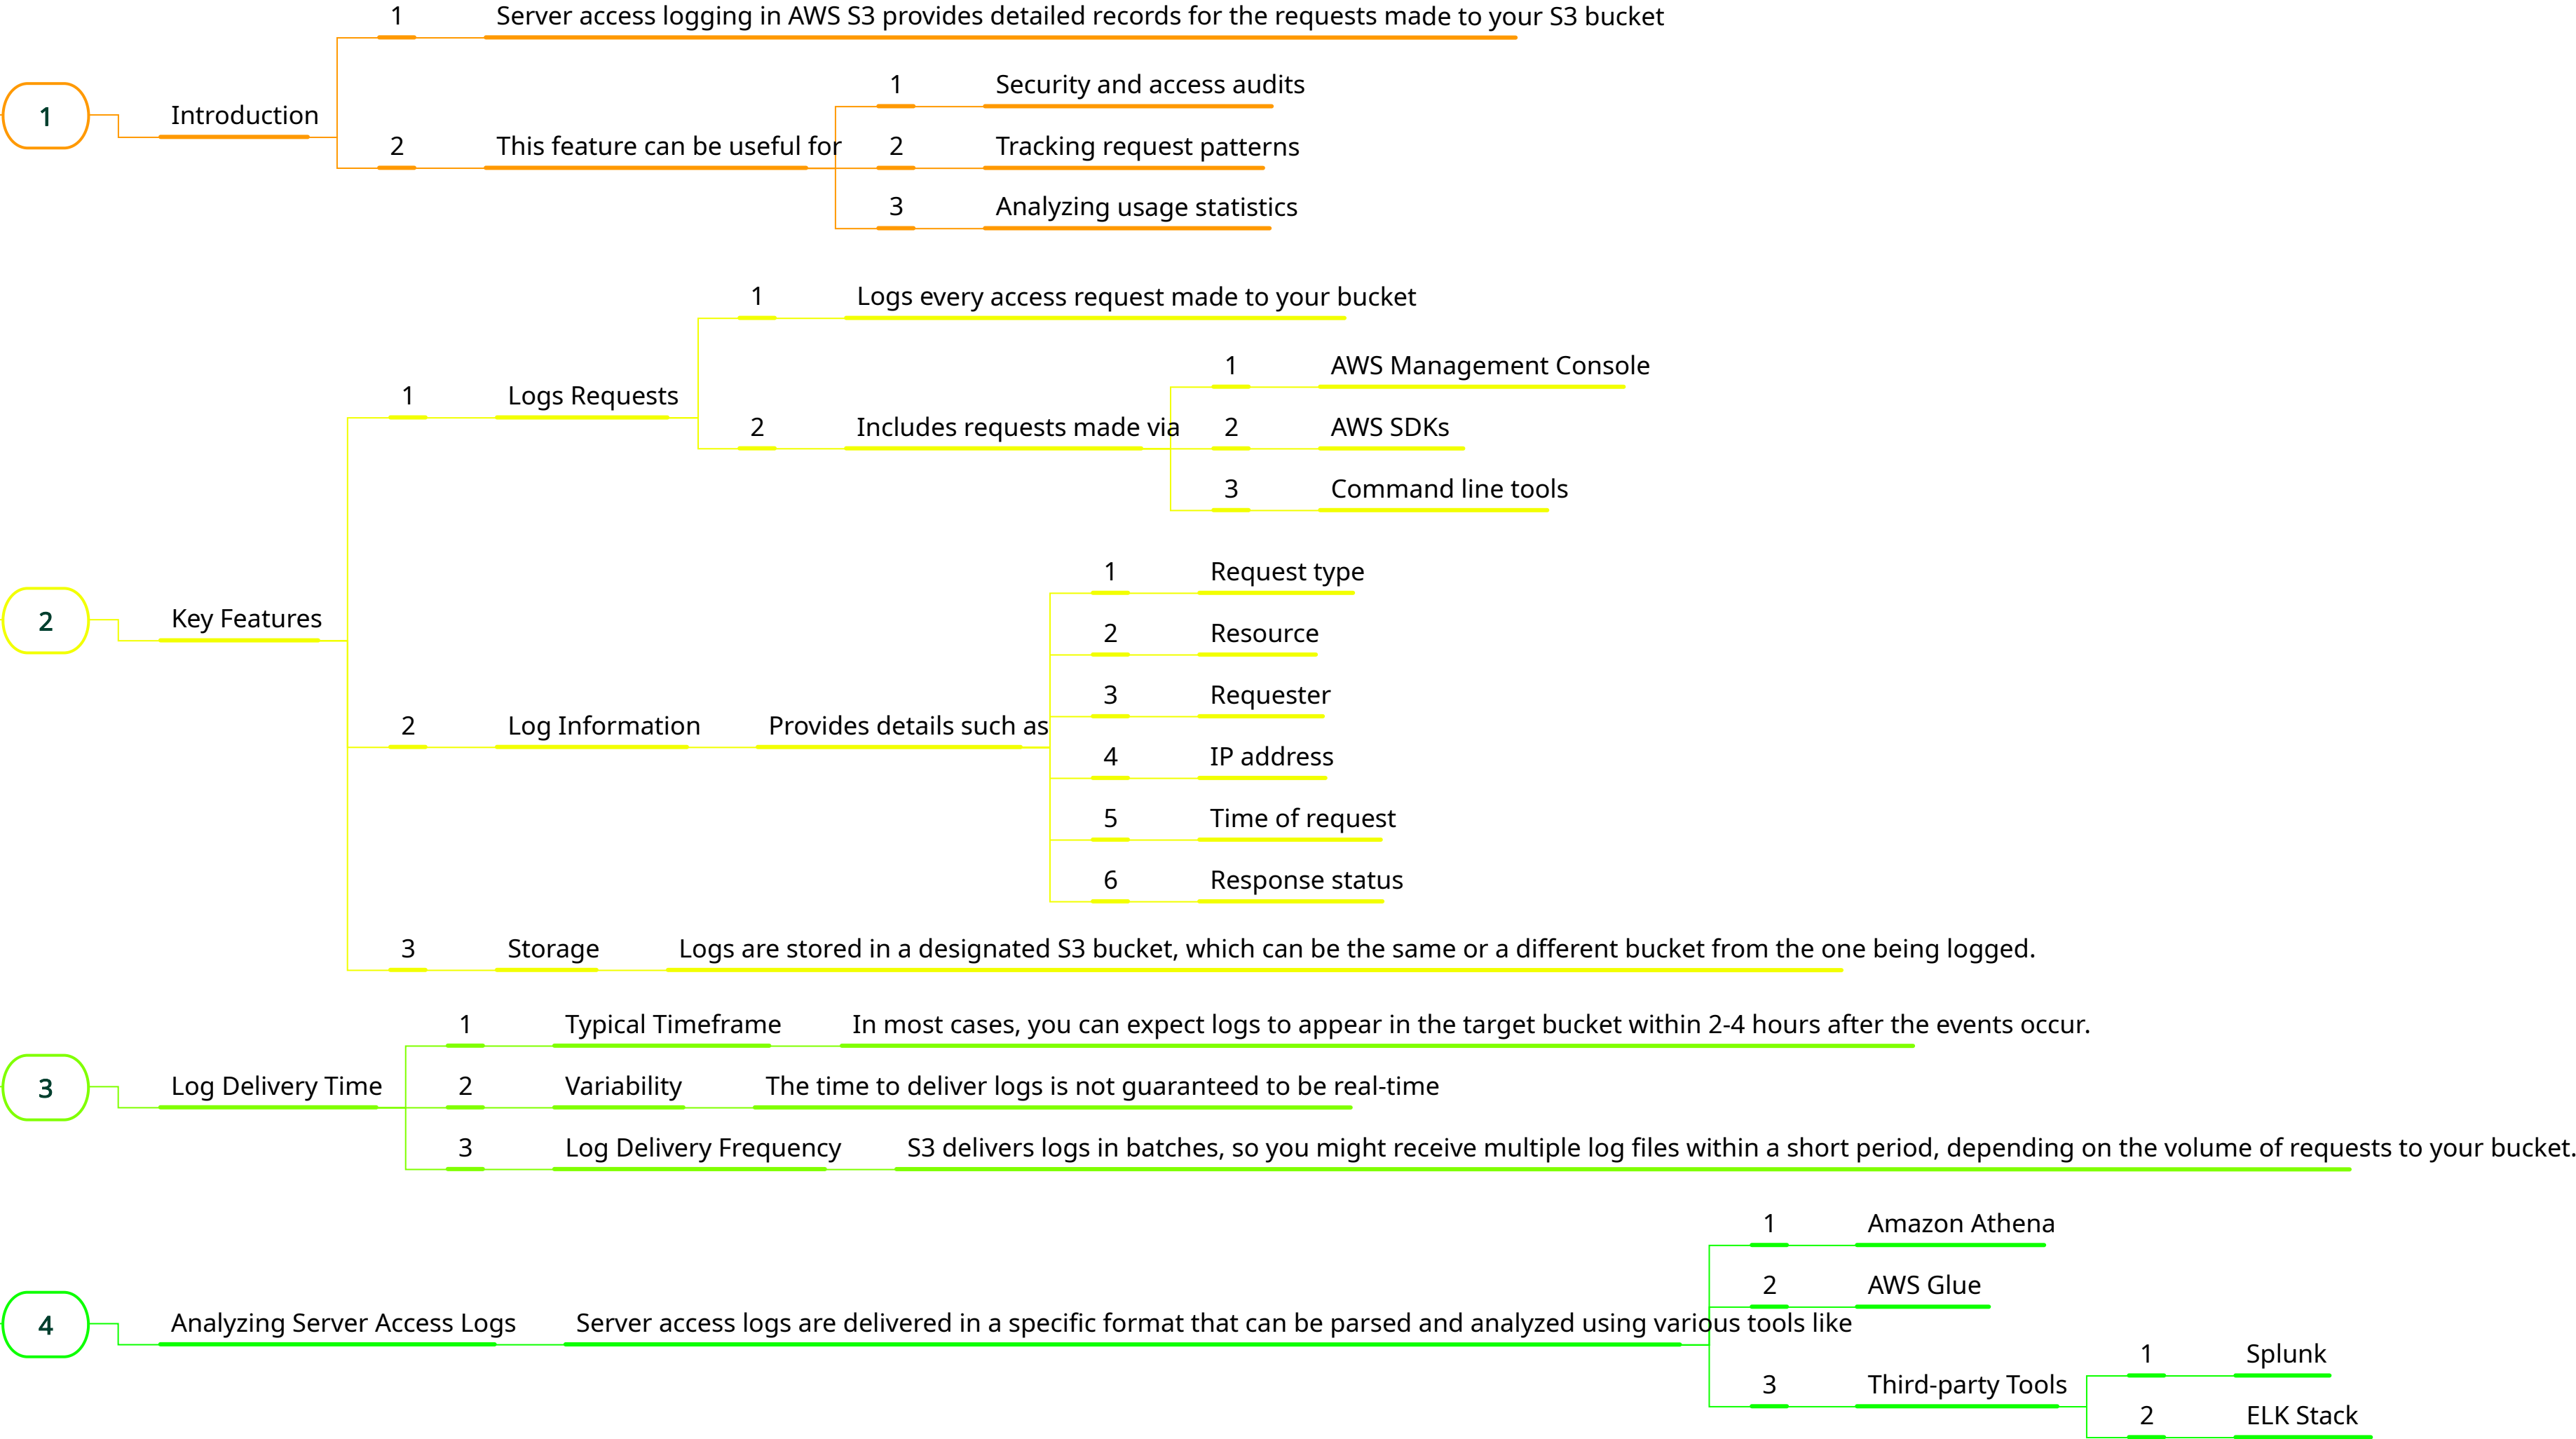 1
Introduction
1 Server access logging in AWS S3 provides detailed records for the requests made to your S3 bucket
2 This feature can be useful for
1 Security and access audits
2 Tracking request patterns
3 Analyzing usage statistics
2
Key Features
1 Logs Requests
1 Logs every access request made to your bucket
2 Includes requests made via
1 AWS Management Console
2 AWS SDKs
3 Command line tools
2 Log Information
Provides details such as
1 Request type
2 Resource
3 Requester
4 IP address
5 Time of request
6 Response status
3 Storage
Logs are stored in a designated S3 bucket, which can be the same or a different bucket from the one being logged.
3
Log Delivery Time
1 Typical Timeframe
In most cases, you can expect logs to appear in the target bucket within 2-4 hours after the events occur.
2 Variability
The time to deliver logs is not guaranteed to be real-time
3 Log Delivery Frequency
S3 delivers logs in batches, so you might receive multiple log files within a short period, depending on the volume of requests to your bucket.
4
Analyzing Server Access Logs
Server access logs are delivered in a specific format that can be parsed and analyzed using various tools like
1 Amazon Athena
2 AWS Glue
3 Third-party Tools
1 Splunk
2 ELK Stack